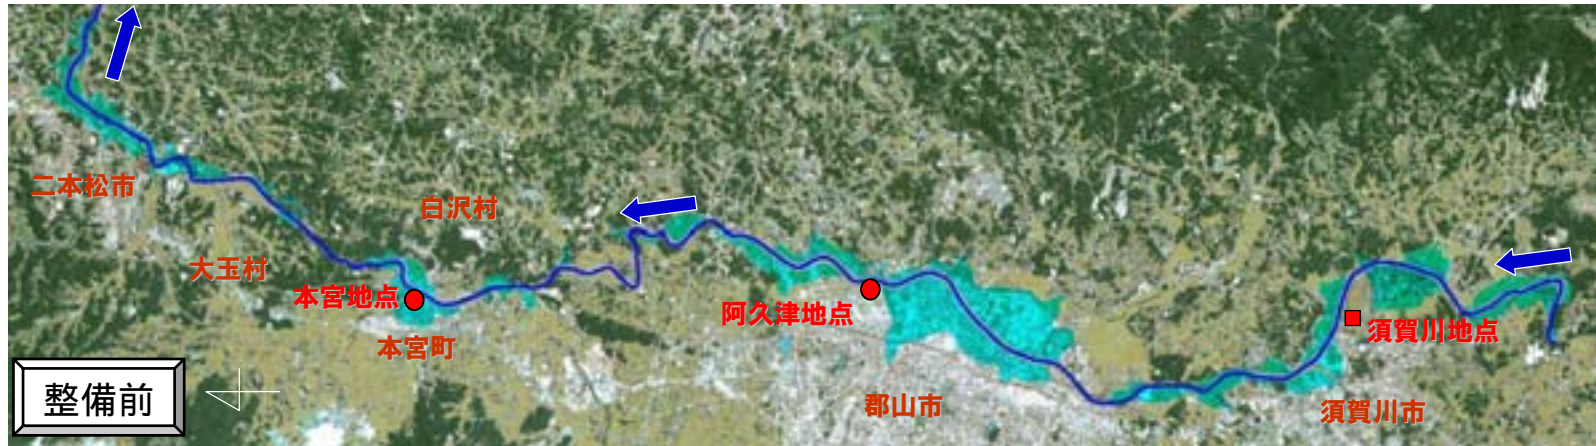 二本松市
白沢村
大玉村
本宮地点
本宮町
阿久津地点
郡山市
須賀川地点
須賀川市
整備前